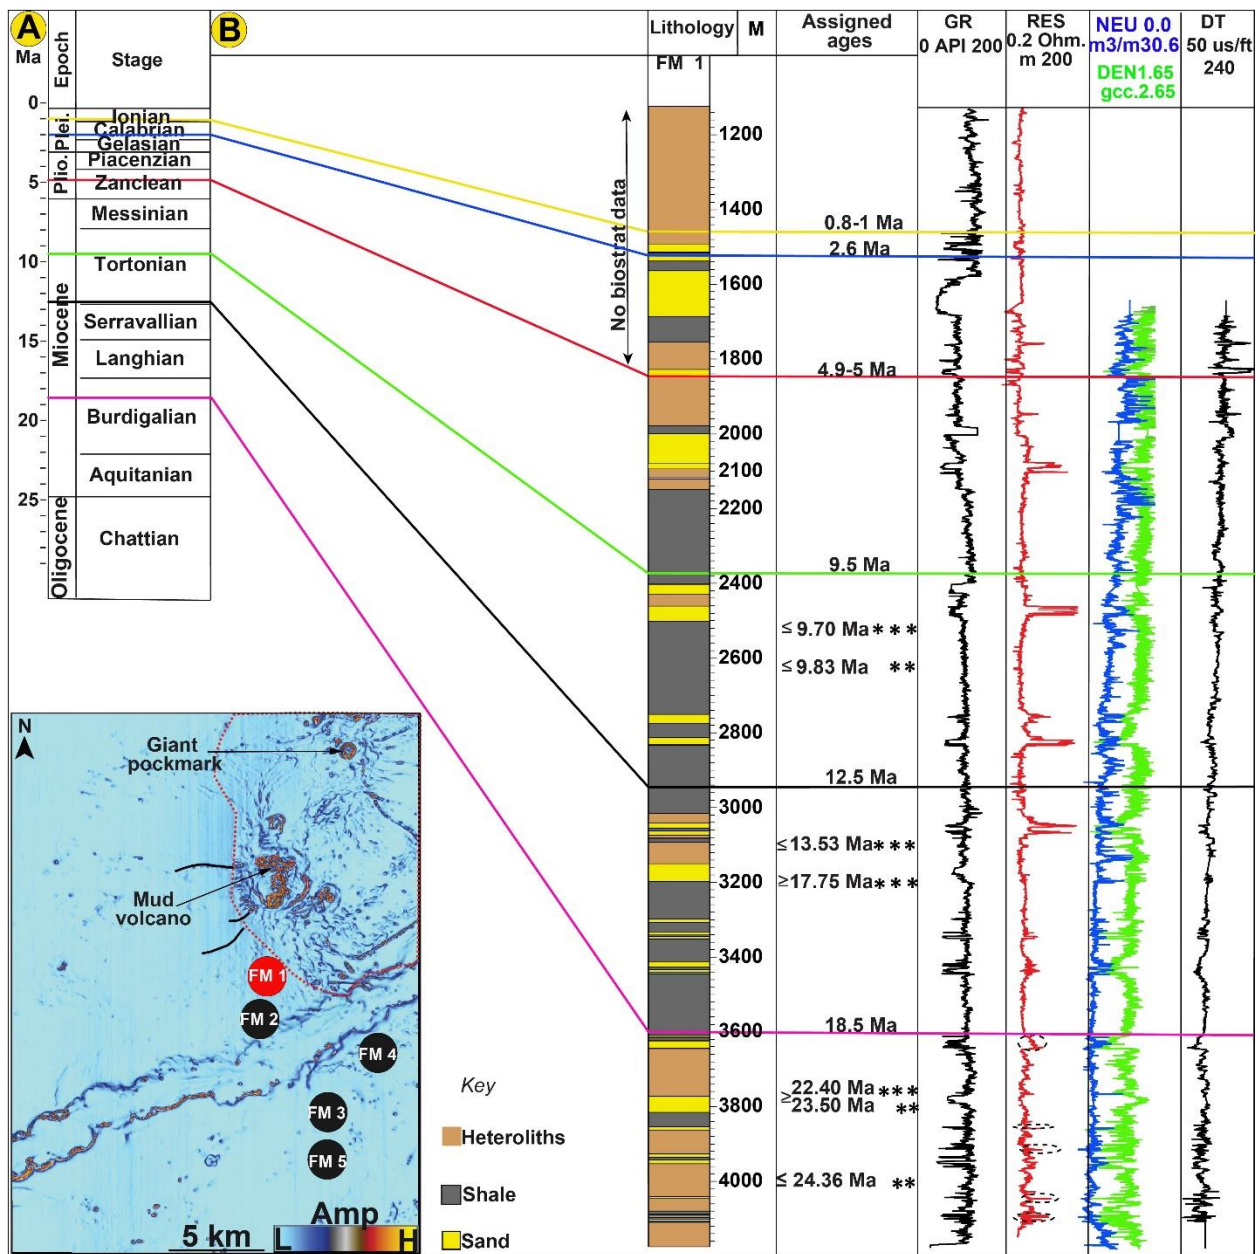 A
B
Ma
Epoch
Stage
Lithology
M
Assigned
ages
GR
0 API 200
RES
0.2 Ohm.
m 200
NEU 0.0
m3/m30.6
DEN1.65
gcc.2.65
DT
50 us/ft
240
FM 1
0
5
10
15
20
25
Plei.
Plio.
Miocene
Oligocene
Ionian
Calabrian
Gelasian
Piacenzian
Zanclean
Messinian
Tortonian
Serravallian
Langhian
Burdigalian
Aquitanian
Chattian
No biostrat data
1200
1400
1600
1800
2000
2100
2200
2400
2600
2800
3000
3200
3400
3600
3800
4000
0.8-1 Ma
2.6 Ma
4.9-5 Ma
9.5 Ma
≤ 9.70 Ma***
≤ 9.83 Ma **
12.5 Ma
≤ 13.53 Ma***
≥17.75 Ma***
18.5 Ma
≥22.40 Ma***
23.50 Ma **
≤ 24.36 Ma **
N
Giant
pockmark
Mud
volcano
FM 1
FM 2
FM 4
FM 3
FM 5
5 km
Amp
L
H
Key
Heteroliths
Shale
Sand